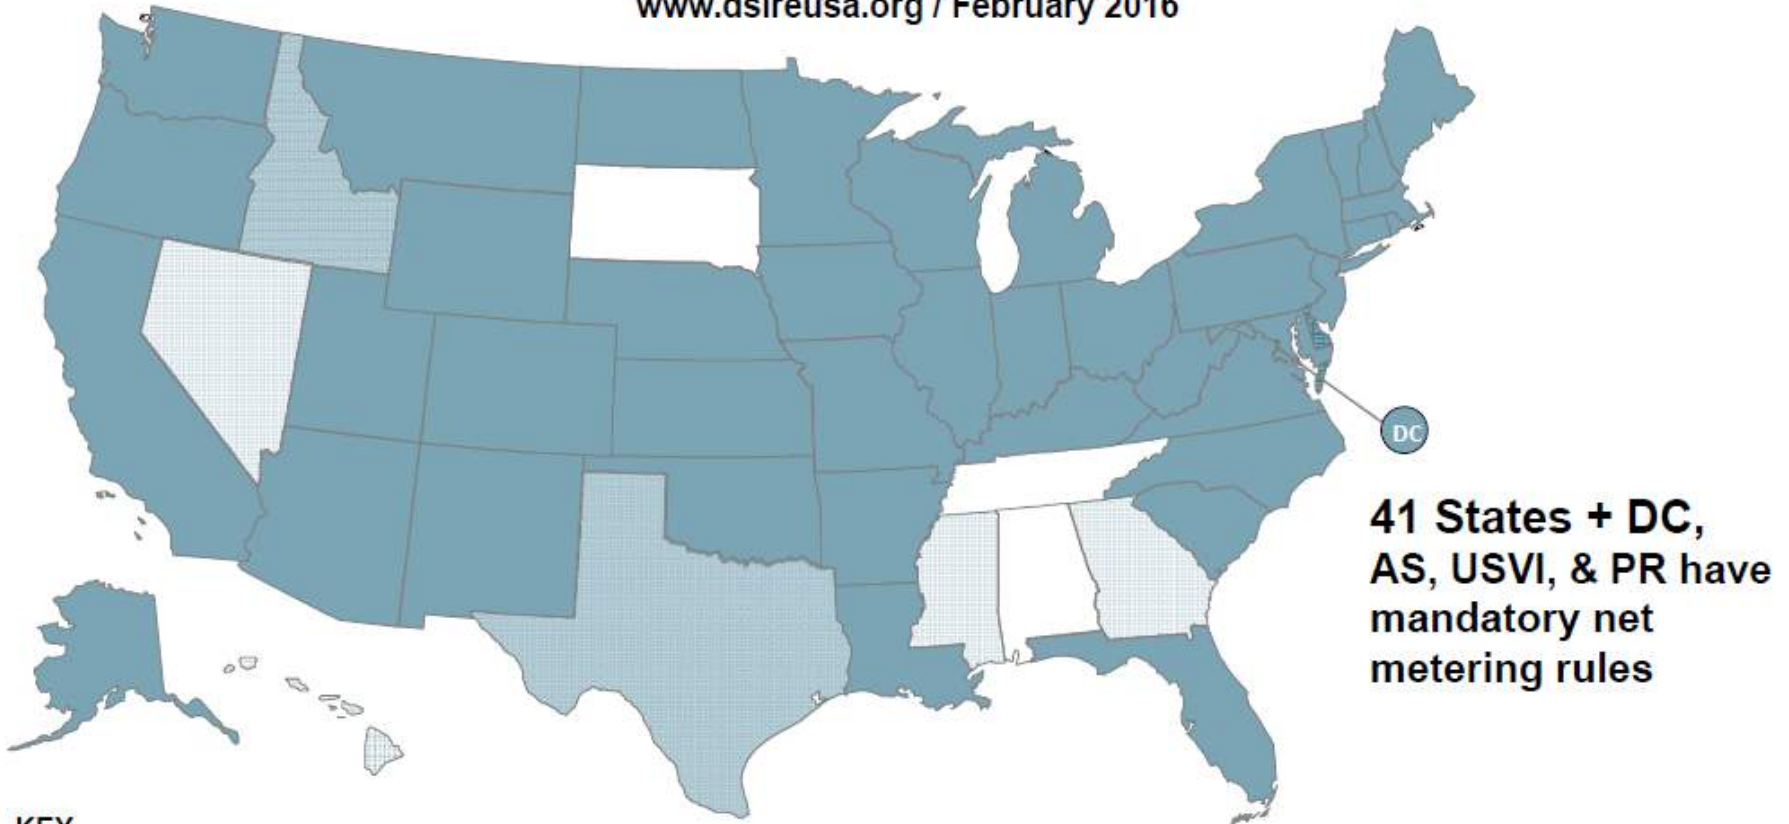 www.dsireusa.org / February 2016
DC
41 States + DC,
AS, USVI, & PR have
mandatory net
metering rules
KEY